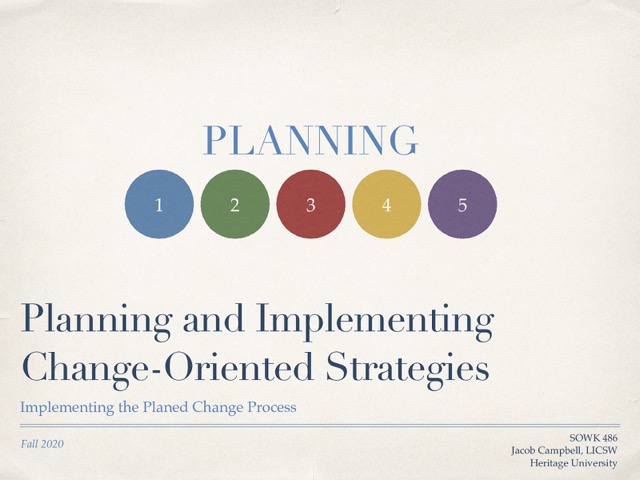 PLANNING
1 2 3 4 5
Planning and Implementing
Change-Oriented Strategies
Implementing the Planed Change Process
Fall 2020
SOWK 486
Jacob Campbell, LICSW
Heritage University